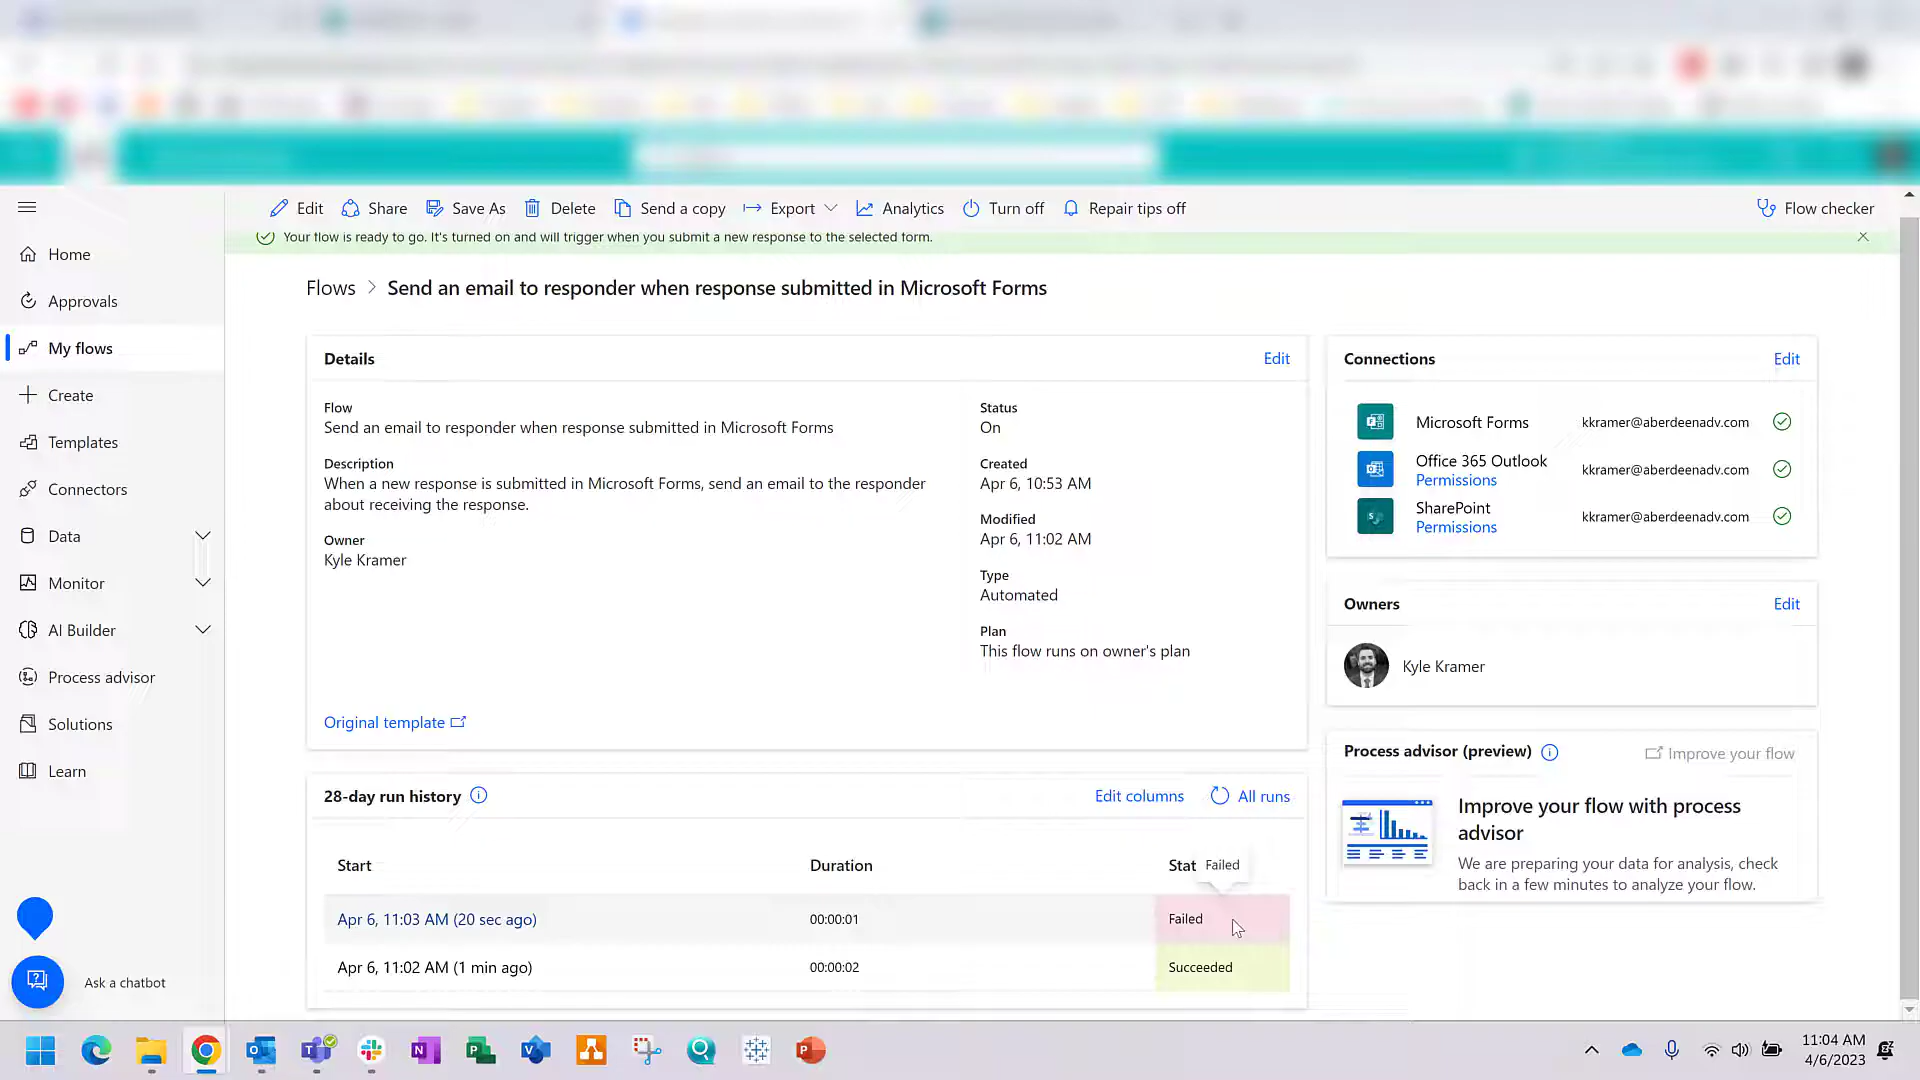 Edit
Share
Save As
Delete
Send a copy
Export
Analytics
Turn off
Repair tips off
Flow checker
Your flow is ready to go. It's turned on and will trigger when you submit a new response to the selected form.
Home
Approvals
My flows
Create
Templates
Connectors
Data
Monitor
AI Builder
Process advisor
Solutions
Learn
Ask a chatbot
Flows > Send an email to responder when response submitted in Microsoft Forms
Details
Edit
Flow
Send an email to responder when response submitted in Microsoft Forms
Description
When a new response is submitted in Microsoft Forms, send an email to the responder
about receiving the response.
Owner
Kyle Kramer
Status
On
Created
Apr 6, 10:53 AM
Modified
Apr 6, 11:02 AM
Type
Automated
Plan
This flow runs on owner's plan
Original template
Connections
Edit
Microsoft Forms
kkramer@aberdeenadv.com
Office 365 Outlook
Permissions
kkramer@aberdeenadv.com
SharePoint
Permissions
kkramer@aberdeenadv.com
Owners
Edit
Kyle Kramer
Process advisor (preview)
Improve your flow
Improve your flow with process
advisor
We are preparing your data for analysis, check
back in a few minutes to analyze your flow.
28-day run history
Edit columns
All runs
Start
Duration
Stat
Failed
Apr 6, 11:03 AM (20 sec ago)
00:00:01
Failed
Apr 6, 11:02 AM (1 min ago)
00:00:02
Succeeded
11:04 AM
4/6/2023